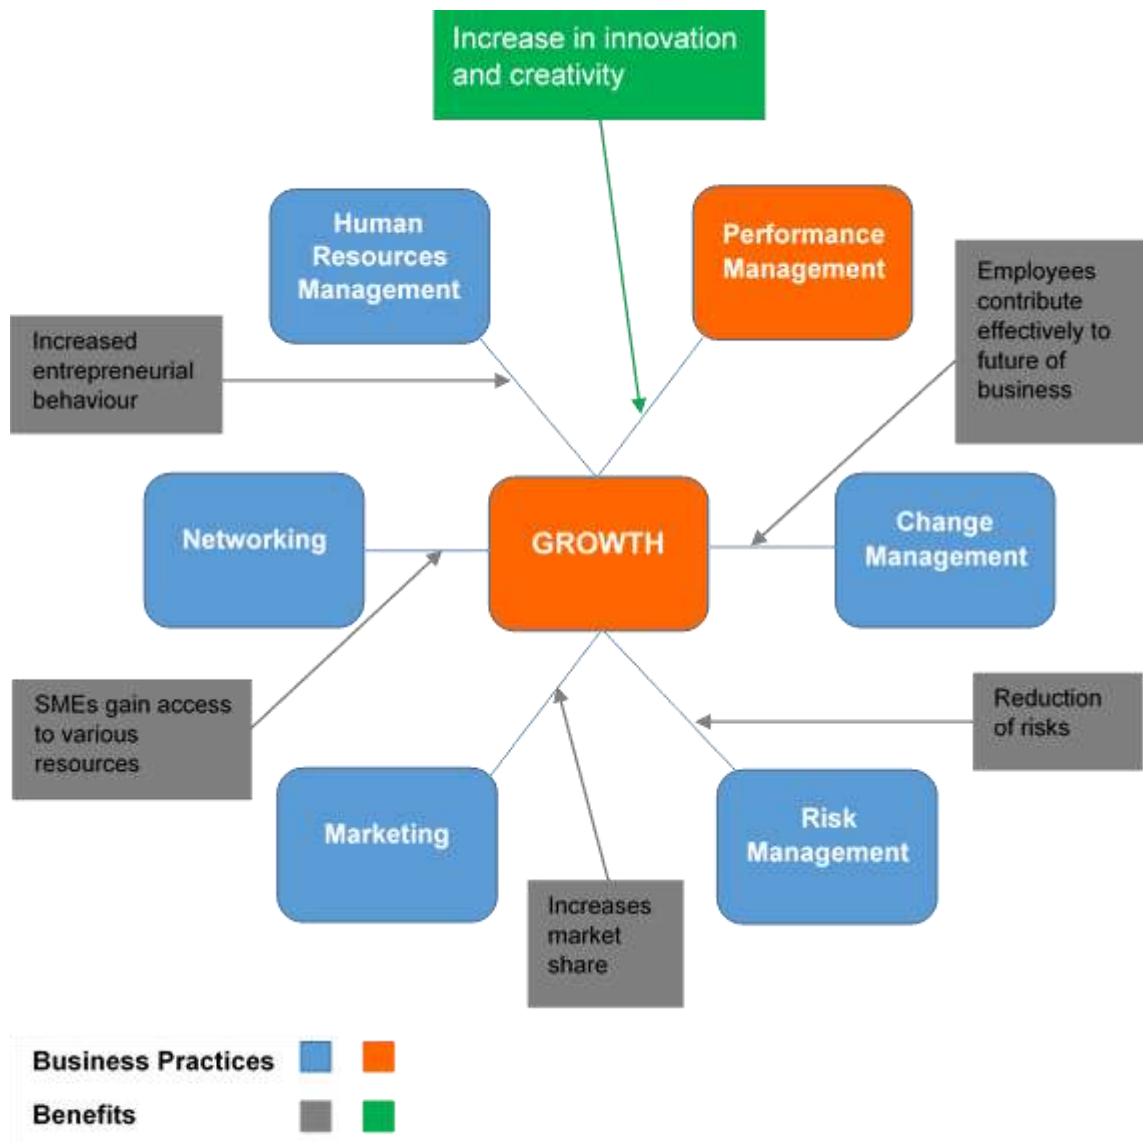 Increase in innovation
and creativity
Human
Resources
Management
Performance
Management
Employees
contribute
effectively to
future of
business
Increased
entrepreneurial
behaviour
Networking
GROWTH
Change
Management
SMEs gain access
to various
resources
Reduction
of risks
Marketing
Risk
Management
Increases
market
share
Business Practices
Benefits